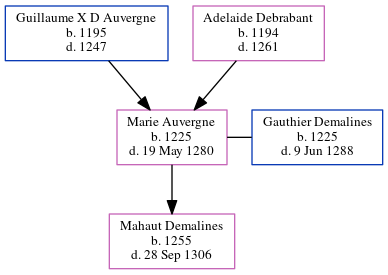 Guillaume X D Auvergne
b. 1195
d. 1247
Adelaide Debrabant
b. 1194
d. 1261
Marie Auvergne
b. 1225
d. 19 May 1280
Gauthier Demalines
b. 1225
d. 9 Jun 1288
Mahaut Demalines
b. 1255
d. 28 Sep 1306